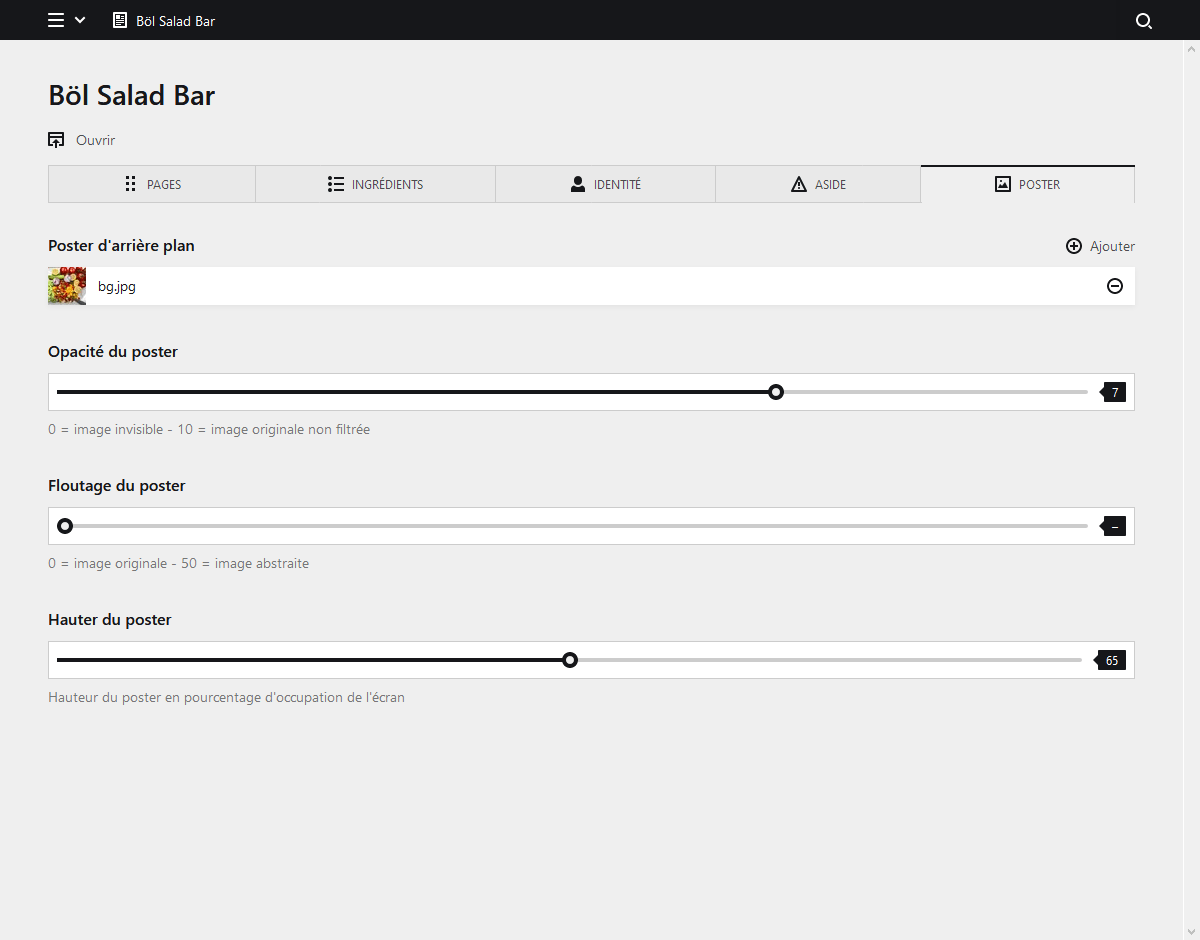 Böl Salad Bar
Böl Salad Bar
Ouvrir
PAGES
INGRÉDIENTS
IDENTITÉ
ASIDE
POSTER
Poster d'arrière plan
Ajouter
bg.jpg
Opacité du poster
7
0 = image invisible - 10 = image originale non filtrée
Floutage du poster
–
0 = image originale - 50 = image abstraite
Hauter du poster
65
Hauteur du poster en pourcentage d'occupation de l'écran